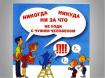 НИКОГДА НИКУДА
НИ ЗА ЧТО
НЕ ХОДИ
С ЧУЖИМ ЧЕЛОВЕКОМ
!!!